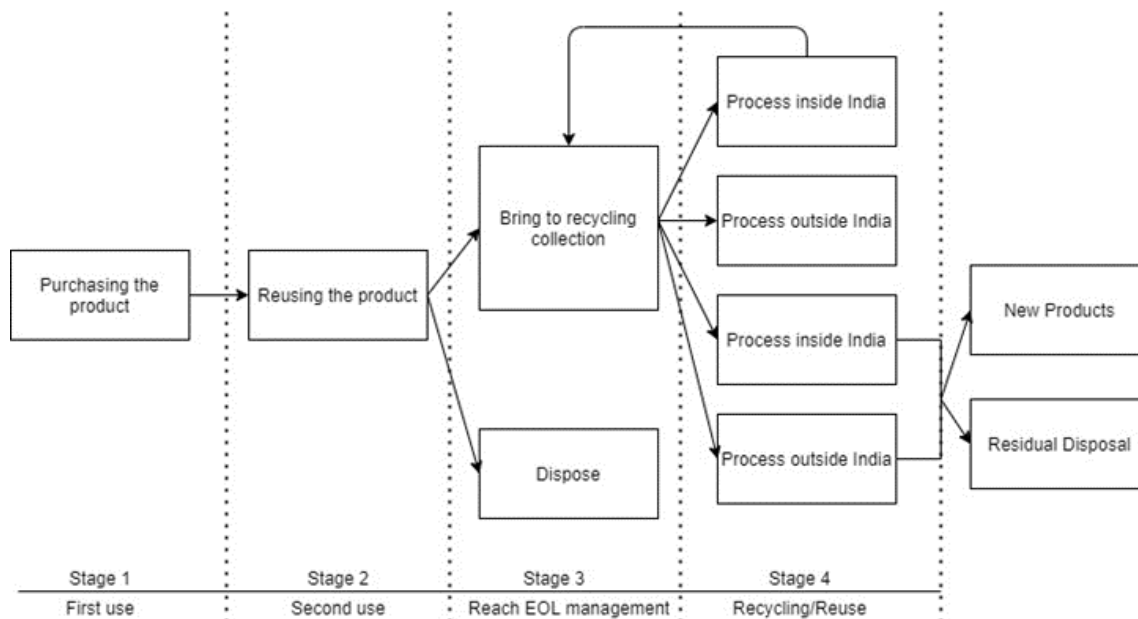 Purchasing the
product
Reusing the product
Bring to recycling
collection
Dispose
Process inside India
Process outside India
Process inside India
Process outside India
New Products
Residual Disposal
Stage 1
Stage 2
Stage 3
Stage 4
First use
Second use
Reach EOL management
Recycling/Reuse